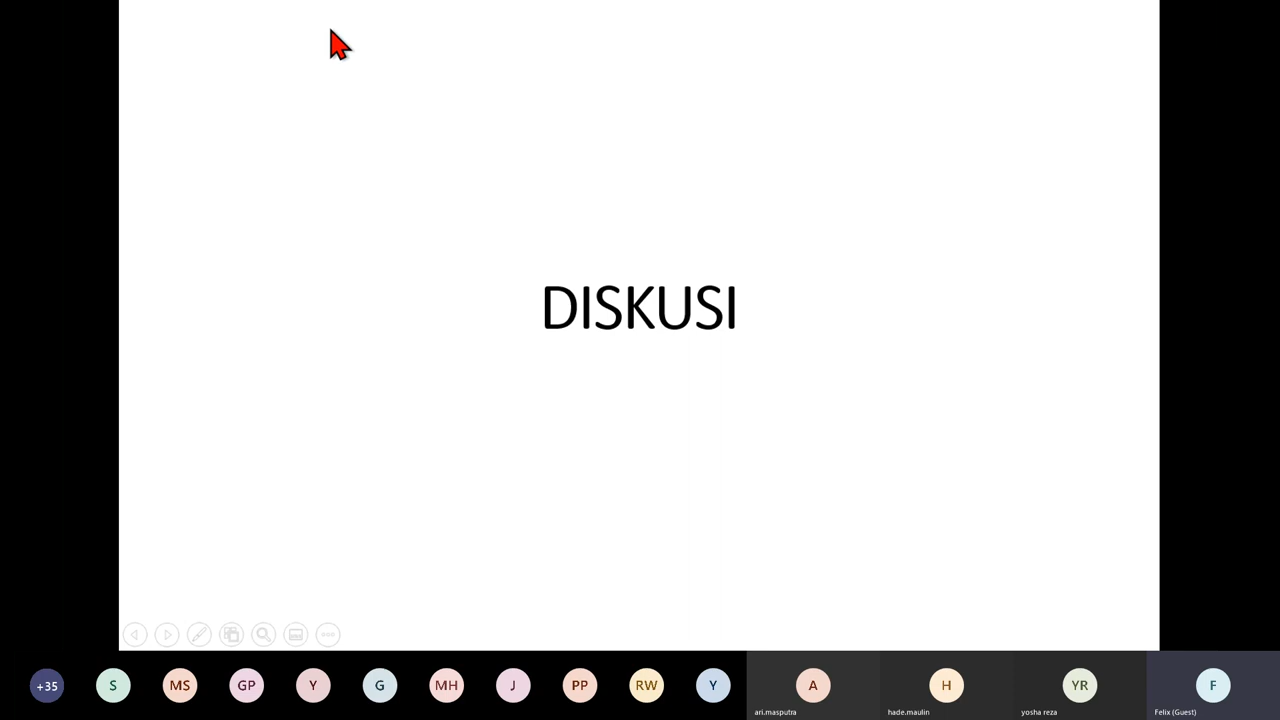 DISKUSI
+35
S
MS
GP
Y
G
MH
J
PP
RW
Y
A
H
YR
F
ari.masputra
hade.maulin
yosha reza
Felix (Guest)